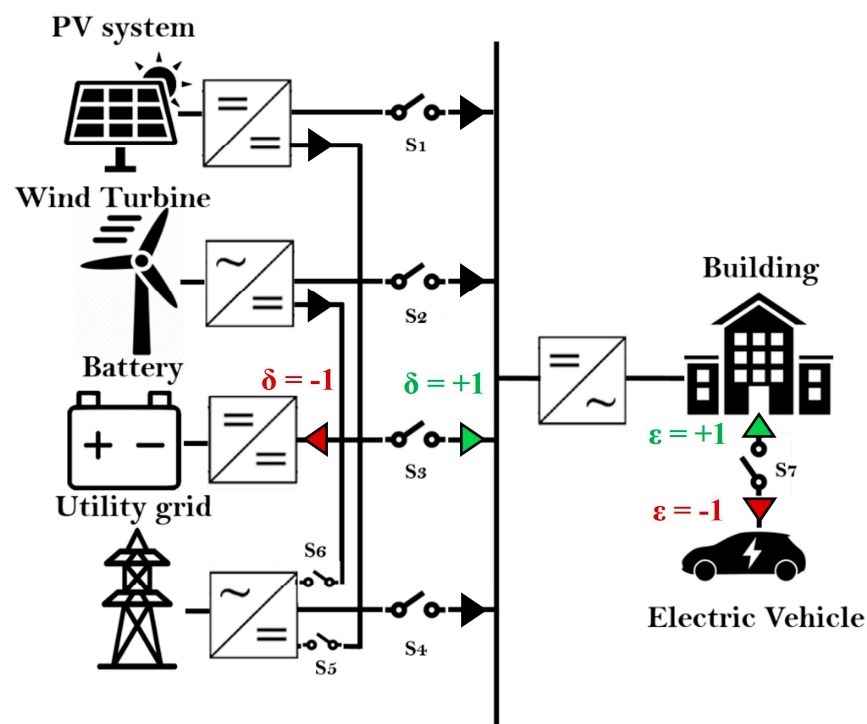 PV system
S1
Wind Turbine
S2
Building
Battery
δ = -1
δ = +1
ε = +1
S3
S7
Utility grid
ε = -1
S6
Electric Vehicle
S5
S4